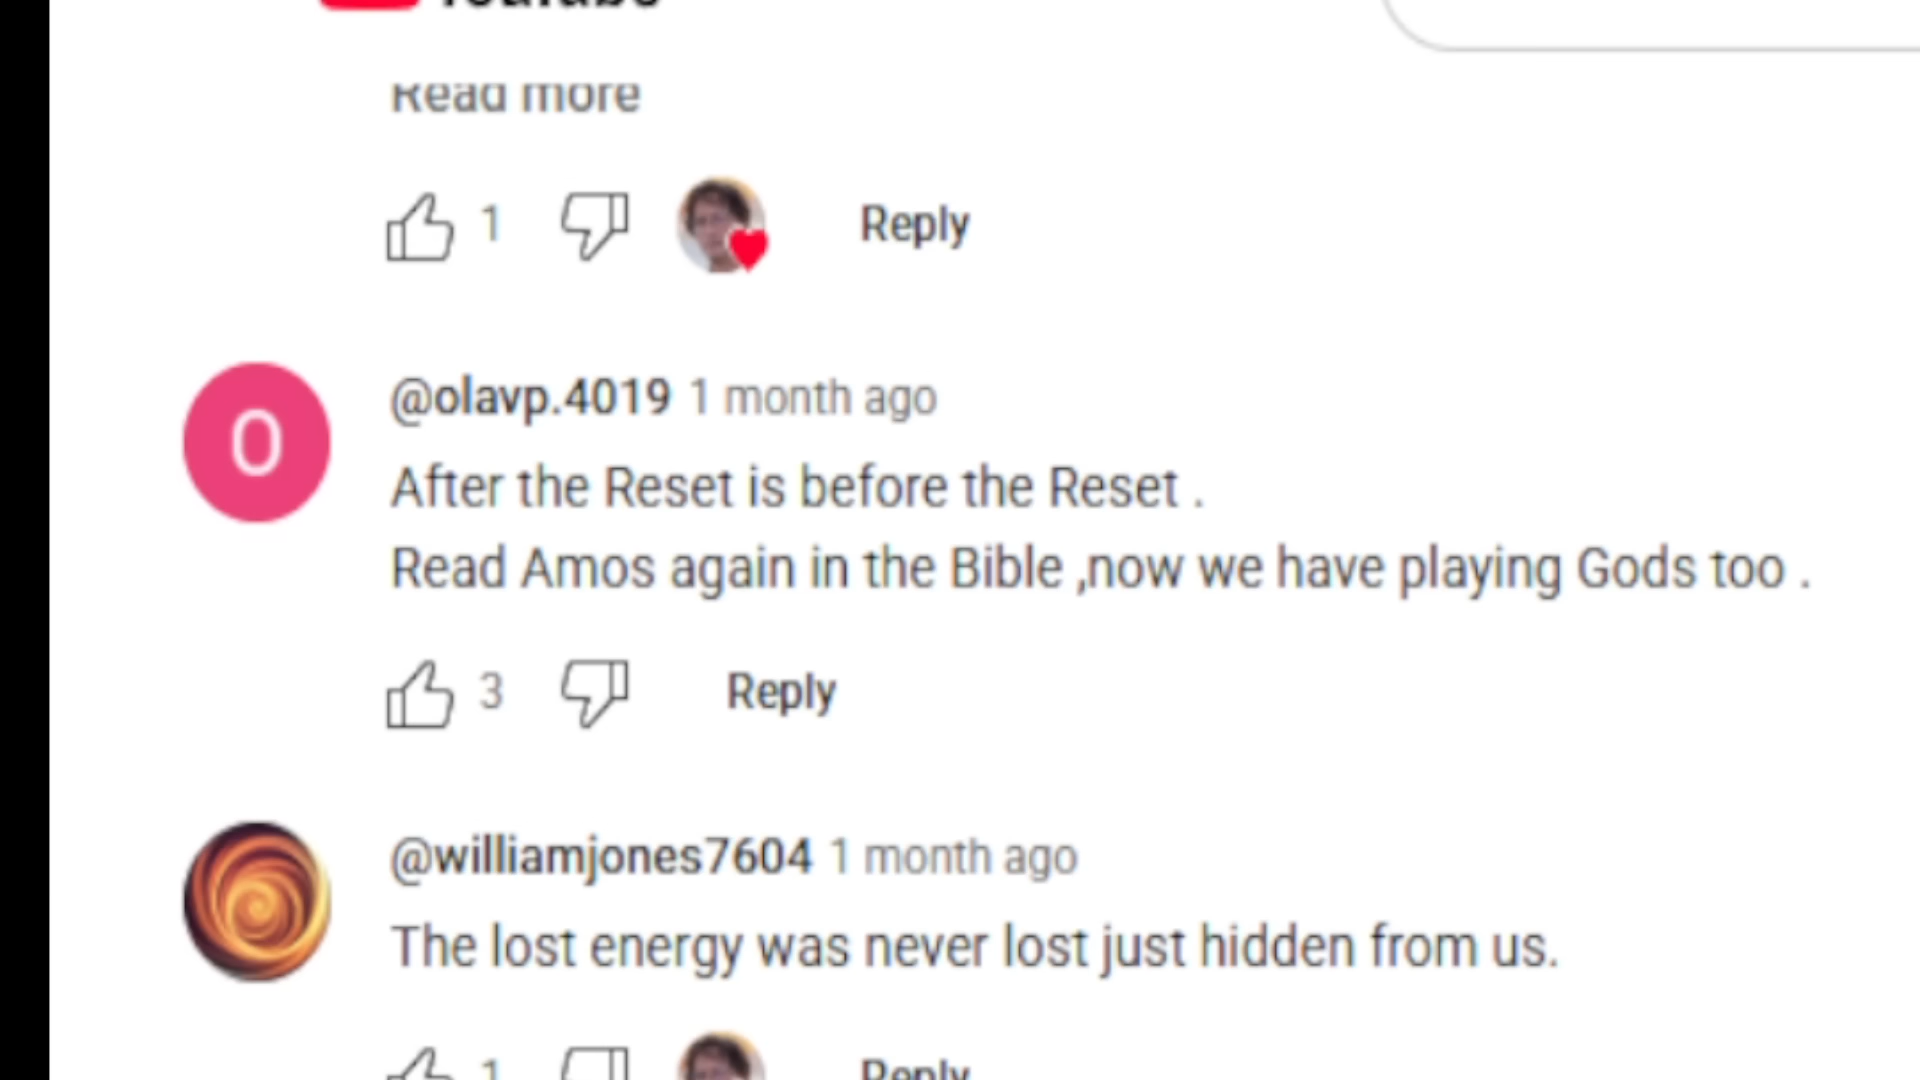 YouTube
Read more
1 Reply
O
@olavp.4019 1 month ago
After the Reset is before the Reset .
Read Amos again in the Bible ,now we have playing Gods too .
3 Reply
@williamjones7604 1 month ago
The lost energy was never lost just hidden from us.
1 Reply